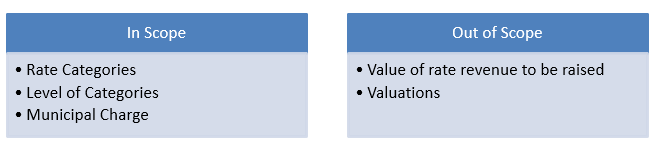 In Scope
• Rate Categories
• Level of Categories
• Municipal Charge
Out of Scope
• Value of rate revenue to be raised
• Valuations